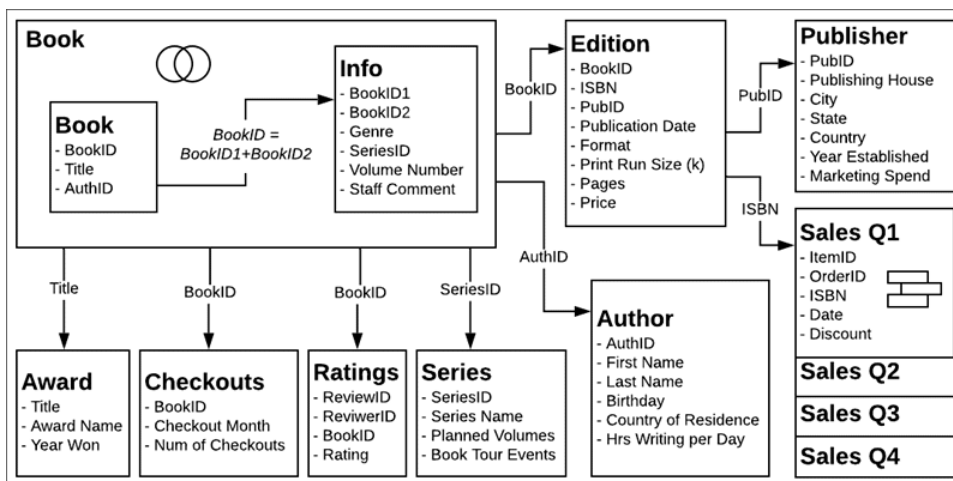 Book
Book
- BookID
- Title
- AuthID
BookID =
BookID1+BookID2
Info
- BookID1
- BookID2
- Genre
- SeriesID
- Volume Number
- Staff Comment
BookID
Edition
- BookID
- ISBN
- PubID
- Publication Date
- Format
- Print Run Size (k)
- Pages
- Price
PubID
Publisher
- PubID
- Publishing House
- City
- State
- Country
- Year Established
- Marketing Spend
ISBN
Sales Q1
- ItemID
- OrderID
- ISBN
- Date
- Discount
Sales Q2
Sales Q3
Sales Q4
AuthID
Author
- AuthID
- First Name
- Last Name
- Birthday
- Country of Residence
- Hrs Writing per Day
Title
Award
- Title
- Award Name
- Year Won
BookID
Checkouts
- BookID
- Checkout Month
- Num of Checkouts
BookID
Ratings
- ReviewID
- ReviwerID
- BookID
- Rating
SeriesID
Series
- SeriesID
- Series Name
- Planned Volumes
- Book Tour Events